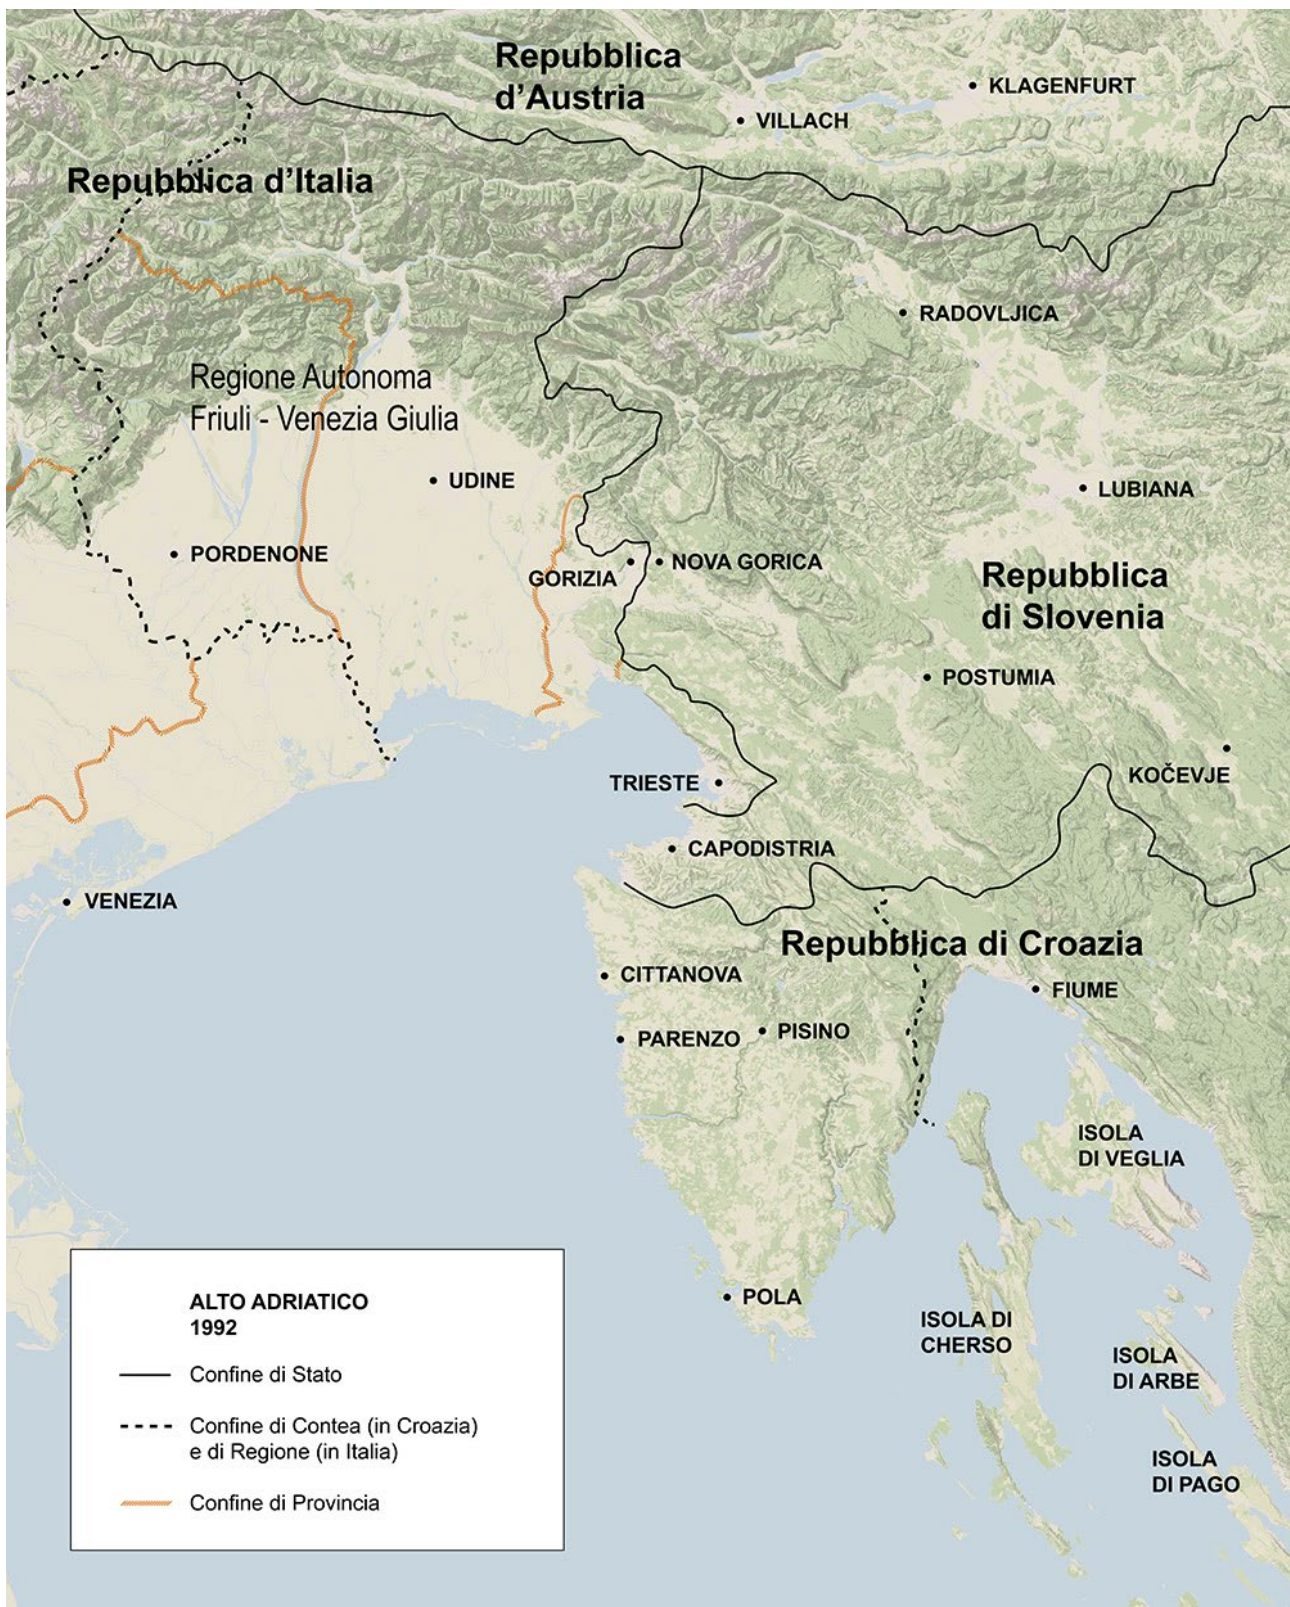 Repubblica
d'Austria
KLAGENFURT
VILLACH
Repubblica d'Italia
RADOVLJICA
Regione Autonoma
Friuli - Venezia Giulia
UDINE
LUBIANA
PORDENONE
GORIZIA
NOVA GORICA
Repubblica
di Slovenia
POSTUMIA
KOČEVJE
TRIESTE
CAPODISTRIA
VENEZIA
Repubblica di Croazia
CITTANOVA
FIUME
PARENZO
PISINO
ISOLA
DI VEGLIA
POLA
ISOLA DI
CHERSO
ISOLA
DI ARBE
ISOLA
DI PAGO
ALTO ADRIATICO
1992
Confine di Stato
Confine di Contea (in Croazia)
e di Regione (in Italia)
Confine di Provincia